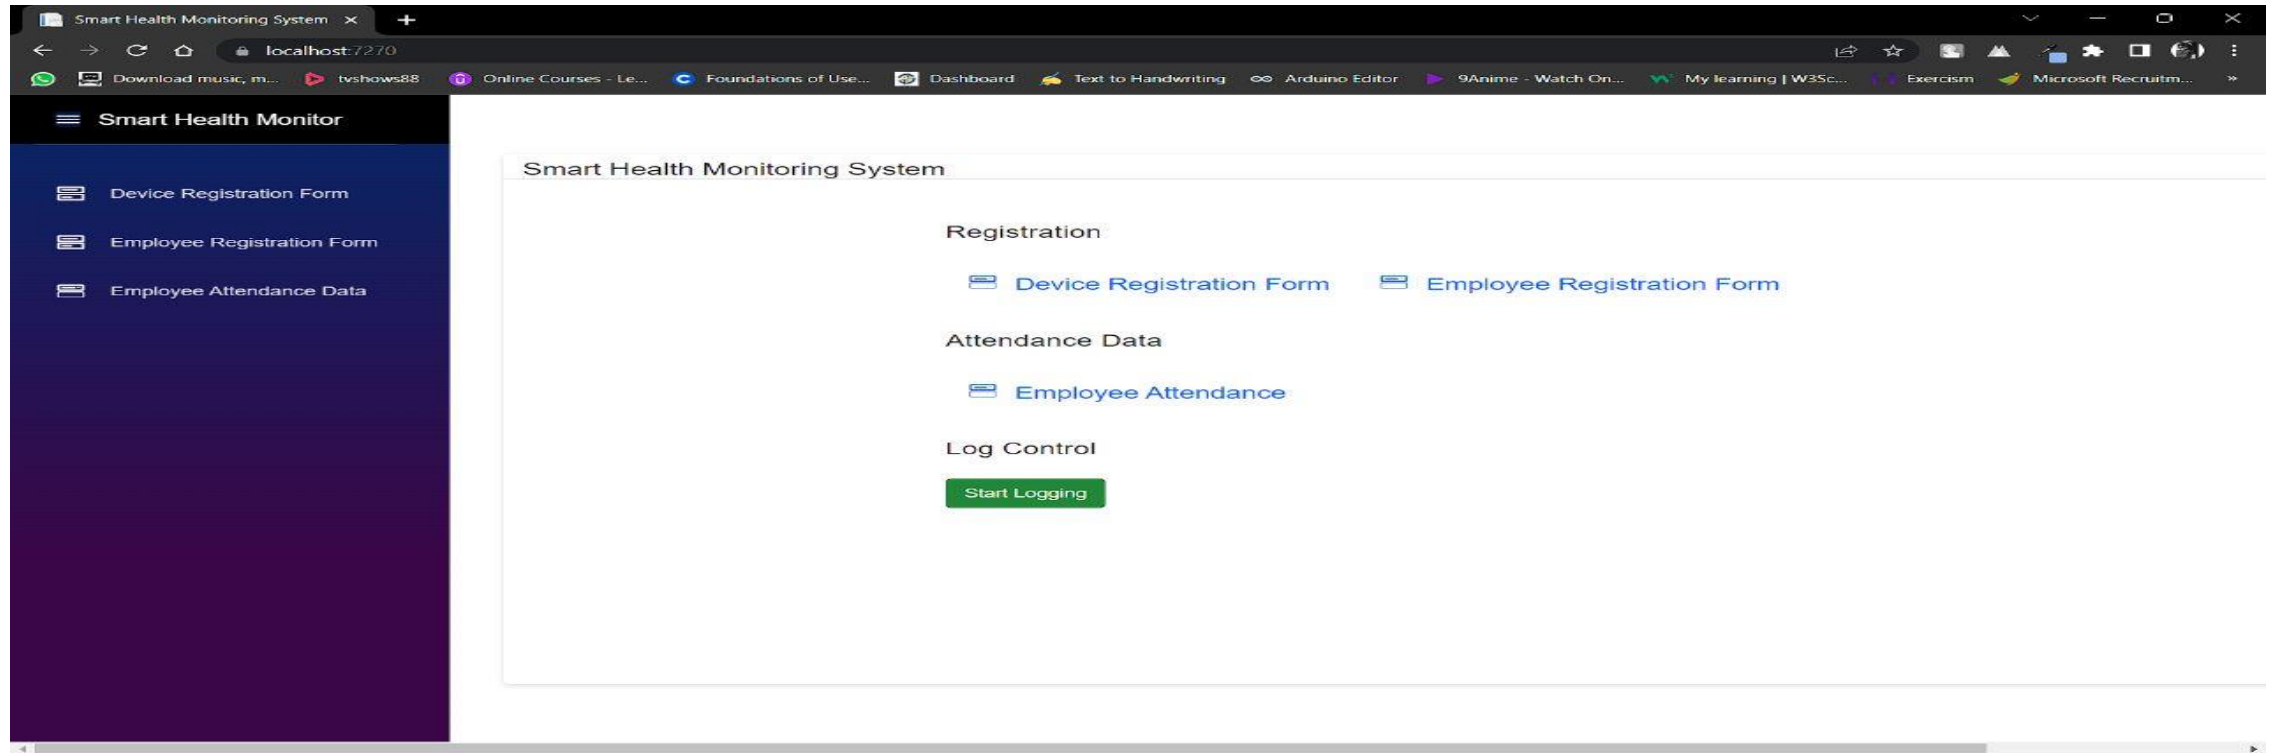 Smart Health Monitoring System
localhost:7270
Download music, m... tvshows88 Online Courses - Le... Foundations of Use... Dashboard Text to Handwriting Arduino Editor 9Anime - Watch On... My learning | W3Sc... Exercism Microsoft Recruitm... »
Smart Health Monitor
Device Registration Form
Employee Registration Form
Employee Attendance Data
Smart Health Monitoring System
Registration
Device Registration Form Employee Registration Form
Attendance Data
Employee Attendance
Log Control
Start Logging